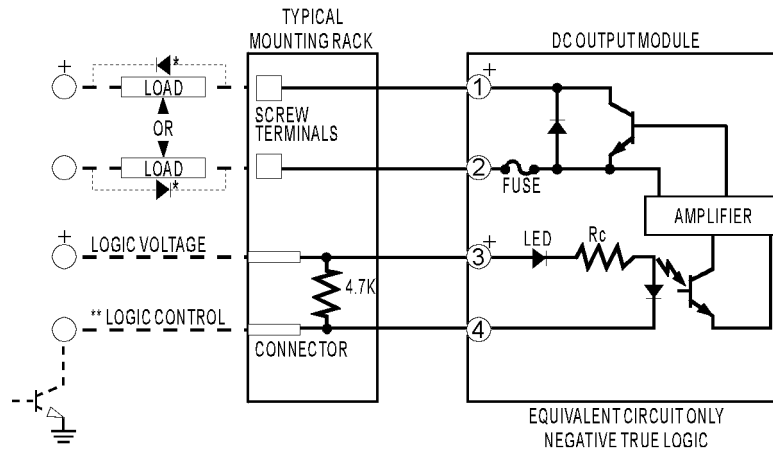 TYPICAL
MOUNTING RACK
DC OUTPUT MODULE
+
*
LOAD
1
+
OR
SCREW
TERMINALS
LOAD
*
2
FUSE
AMPLIFIER
+
LOGIC VOLTAGE
3
+
LED
Rc
4.7K
** LOGIC CONTROL
CONNECTOR
4
EQUIVALENT CIRCUIT ONLY
NEGATIVE TRUE LOGIC